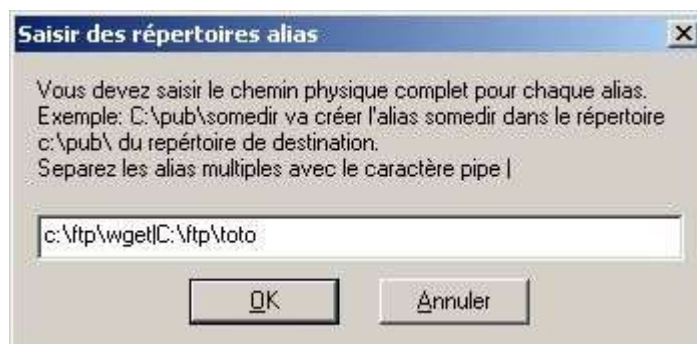 Saisir des répertoires alias
Vous devez saisir le chemin physique complet pour chaque alias.
Exemple: C:\pub\somedir va créer l'alias somedir dans le répertoire
c:\pub\ du repértoire de destination.
Separez les alias multiples avec le caractère pipe |
c:\ftp\wget|C:\ftp\toto
OK Annuler